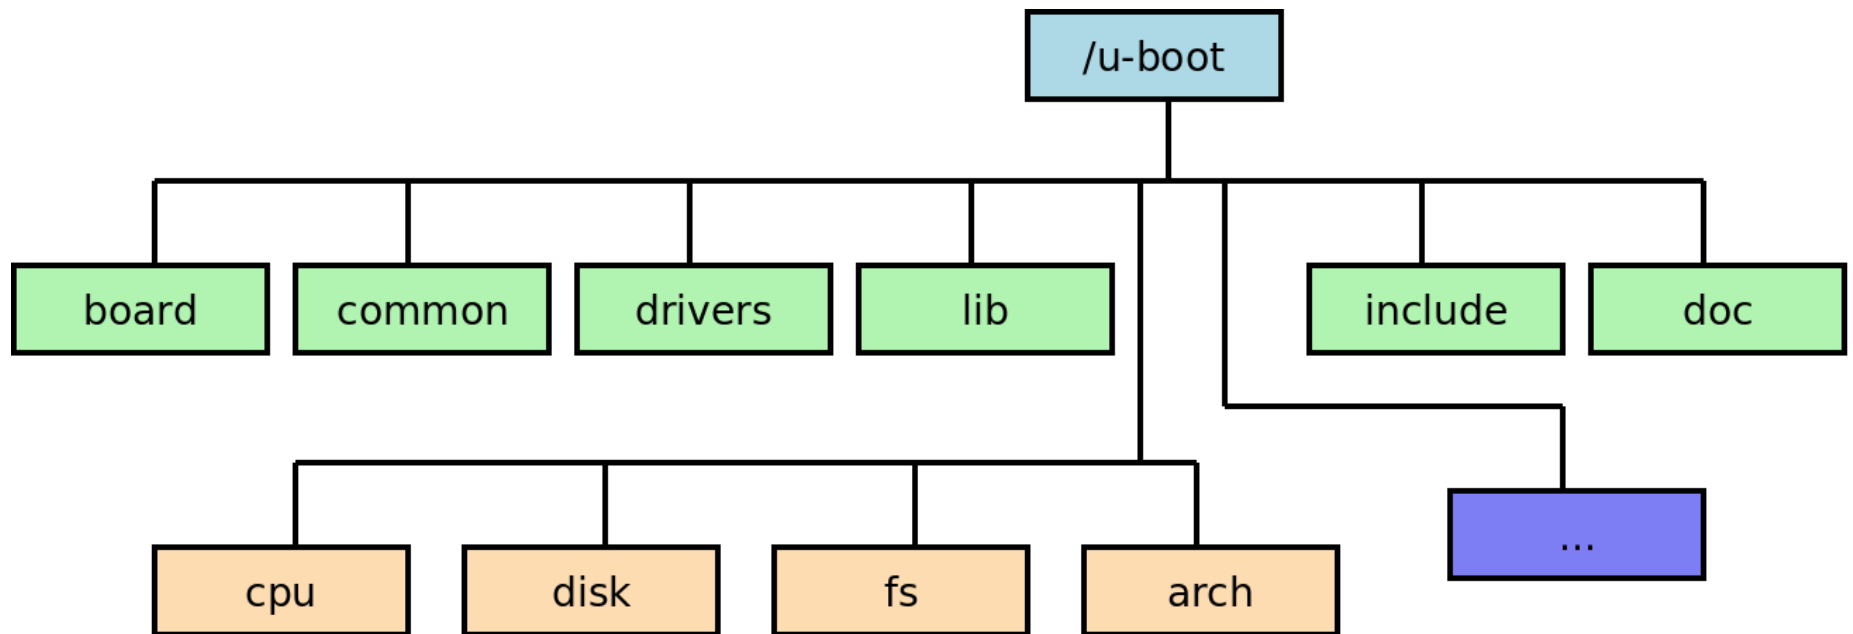 /u-boot
board
common
drivers
lib
include
doc
...
cpu
disk
fs
arch